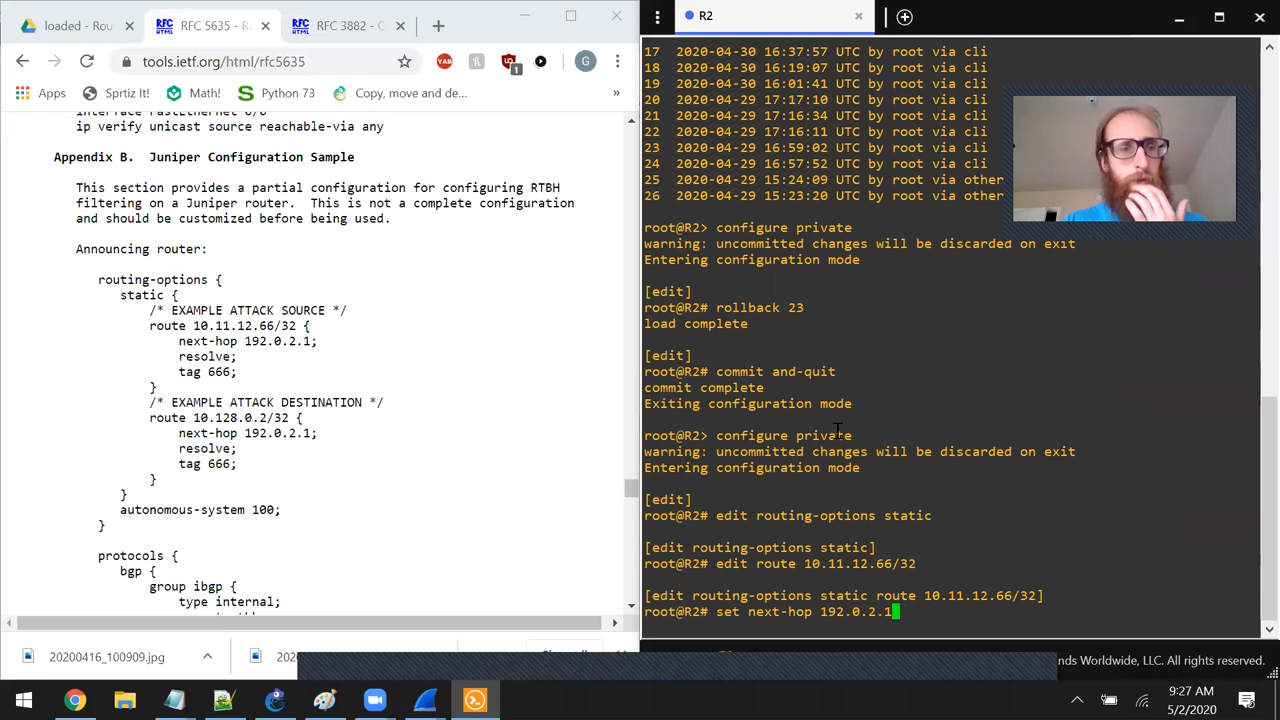 loaded - Rou
RFC 5635 - R
RFC 3882 - C
R2
tools.ietf.org/html/rfc5635
YAB
1
G
Apps
Sprtiz It!
Math!
Python 73
Copy, move and de...
»
ip verify unicast source reachable-via any
Appendix B.  Juniper Configuration Sample
This section provides a partial configuration for configuring RTBH
filtering on a Juniper router.  This is not a complete configuration
and should be customized before being used.
Announcing router:
routing-options {
static {
/* EXAMPLE ATTACK SOURCE */
route 10.11.12.66/32 {
next-hop 192.0.2.1;
resolve;
tag 666;
}
/* EXAMPLE ATTACK DESTINATION */
route 10.128.0.2/32 {
next-hop 192.0.2.1;
resolve;
tag 666;
}
}
autonomous-system 100;
}
protocols {
bgp {
group ibgp {
type internal;
17  2020-04-30 16:37:57 UTC by root via cli
18  2020-04-30 16:19:07 UTC by root via cli
19  2020-04-30 16:01:41 UTC by root via cli
20  2020-04-29 17:17:10 UTC by root via cli
21  2020-04-29 17:16:34 UTC by root via cli
22  2020-04-29 17:16:11 UTC by root via cli
23  2020-04-29 16:59:02 UTC by root via cli
24  2020-04-29 16:57:52 UTC by root via cli
25  2020-04-29 15:24:09 UTC by root via other
26  2020-04-29 15:23:20 UTC by root via other
root@R2> configure private
warning: uncommitted changes will be discarded on exit
Entering configuration mode
[edit]
root@R2# rollback 23
load complete
[edit]
root@R2# commit and-quit
commit complete
Exiting configuration mode
root@R2> configure private
warning: uncommitted changes will be discarded on exit
Entering configuration mode
[edit]
root@R2# edit routing-options static
[edit routing-options static]
root@R2# edit route 10.11.12.66/32
[edit routing-options static route 10.11.12.66/32]
root@R2# set next-hop 192.0.2.1
20200416_100909.jpg
nds Worldwide, LLC. All rights reserved.
9:27 AM
5/2/2020